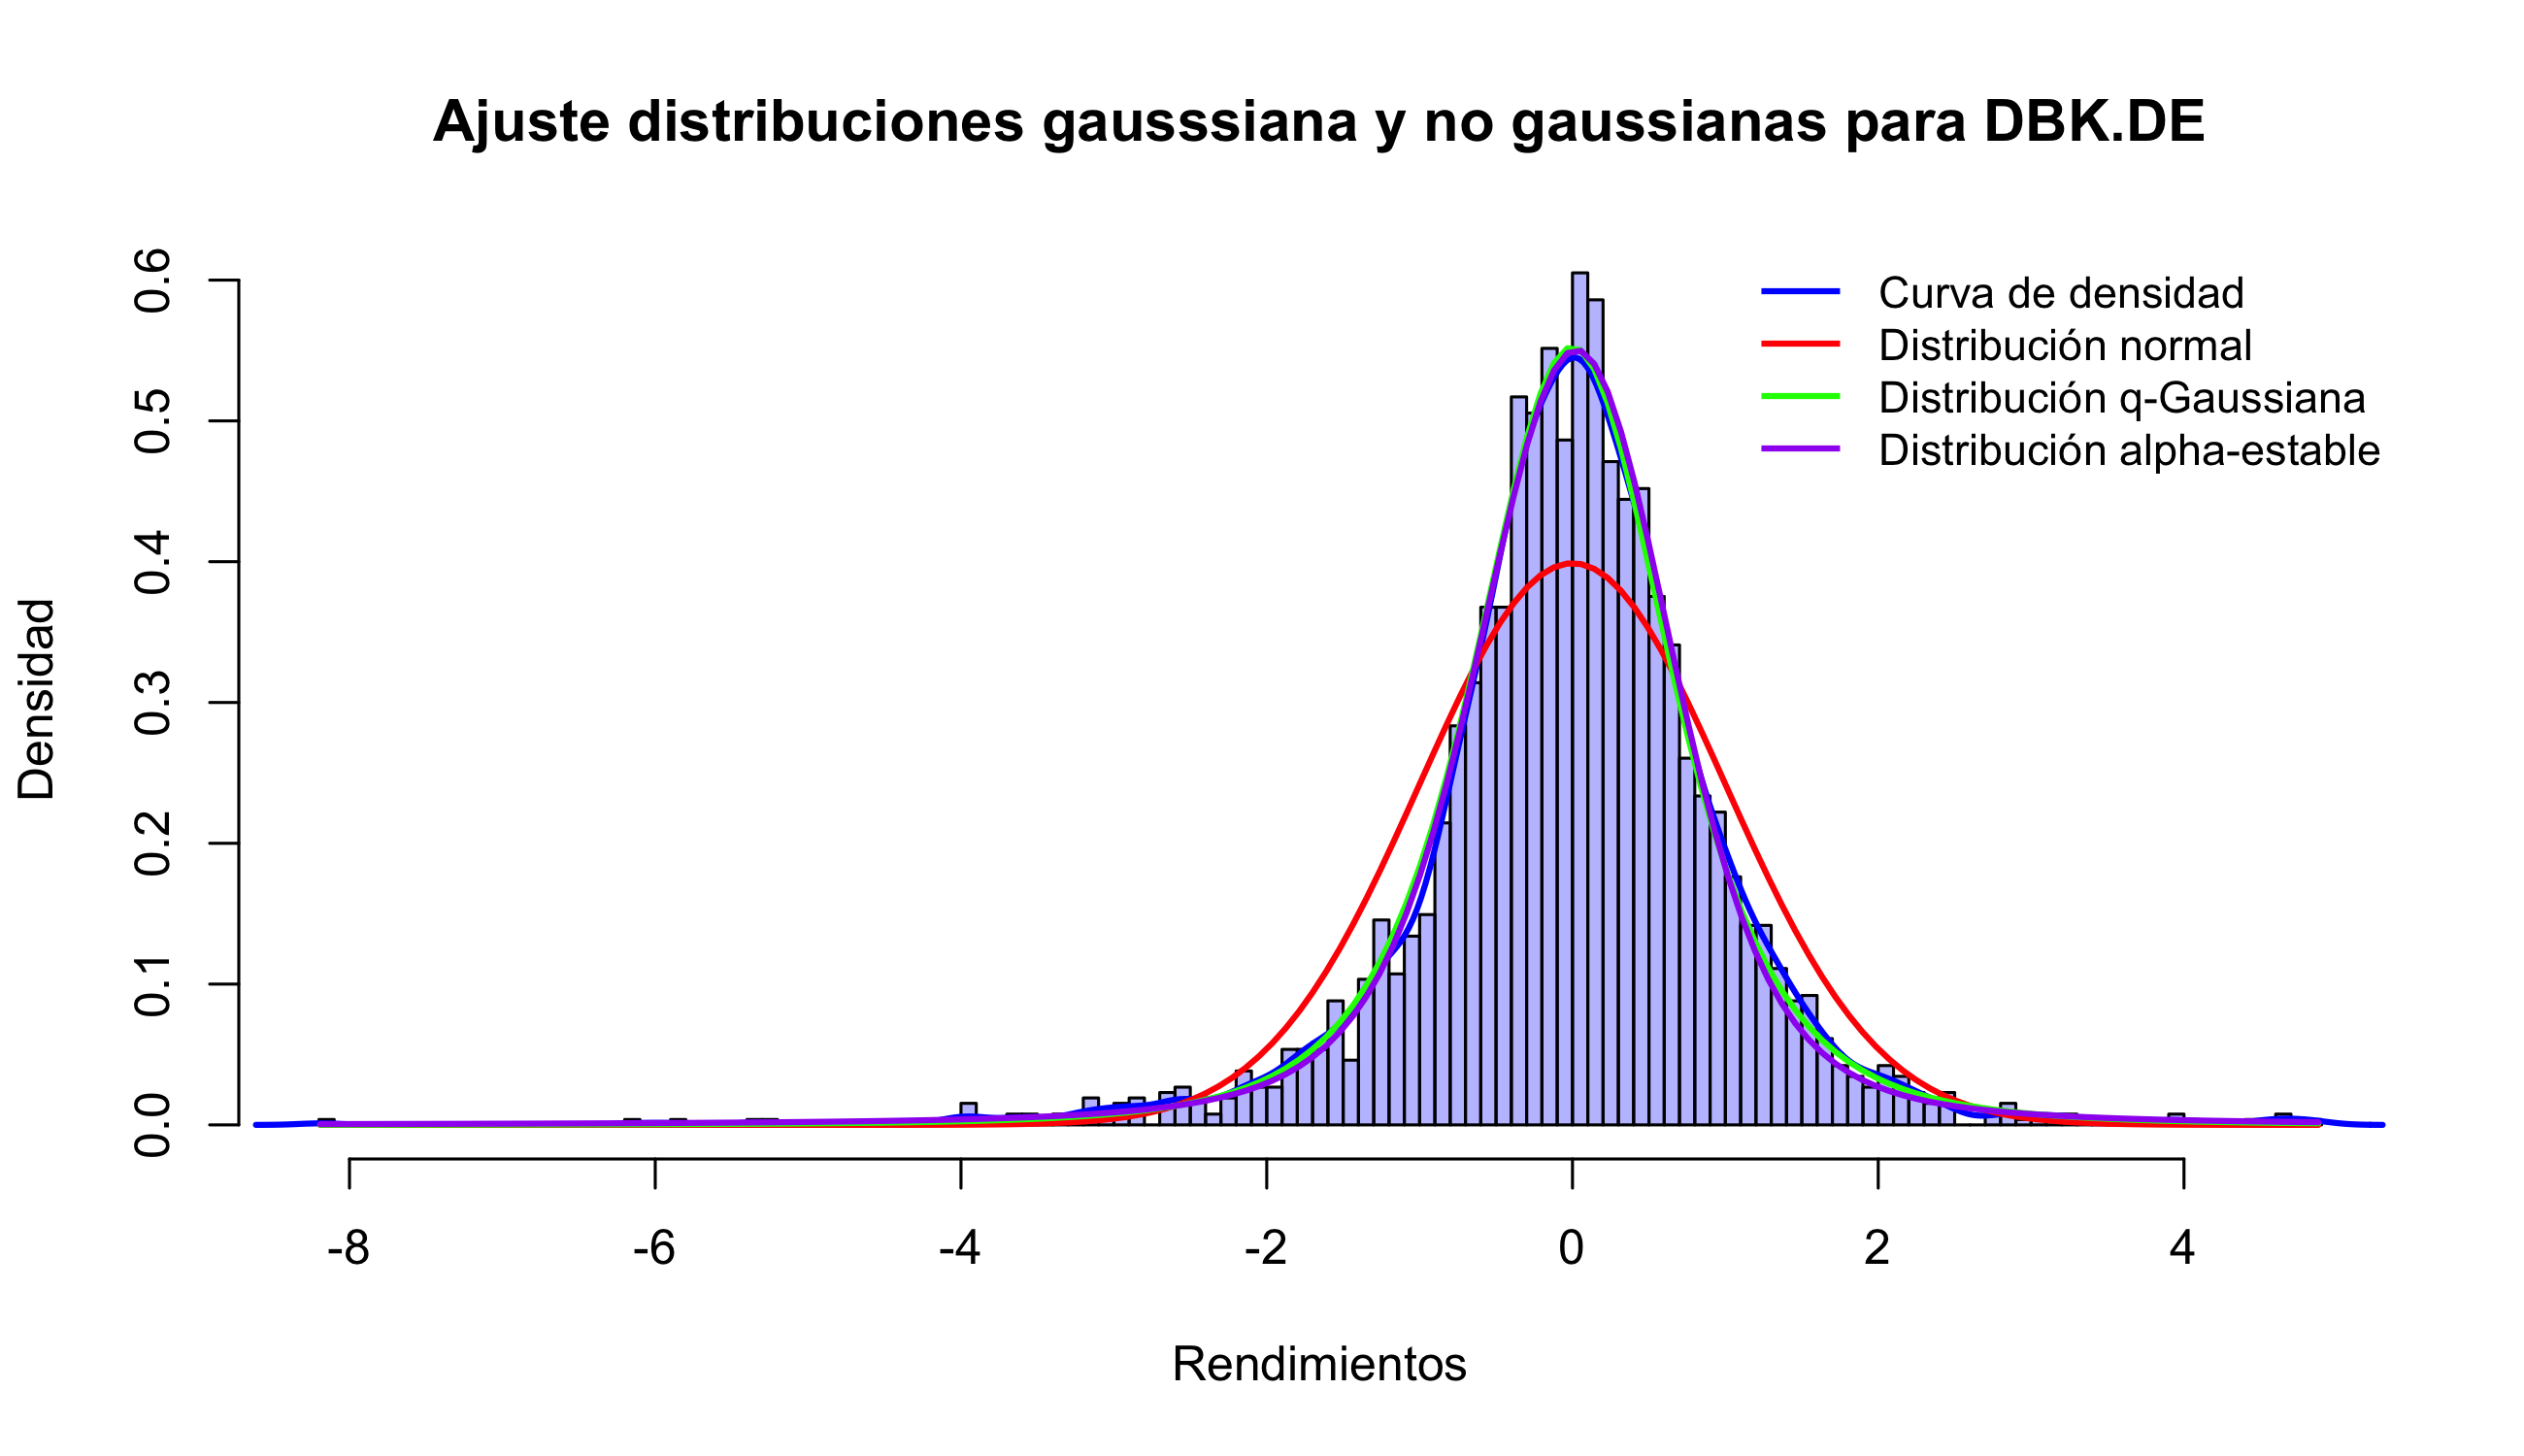 Ajuste distribuciones gausssiana y no gaussianas para DBK.DE
Curva de densidad
Distribución normal
Distribución q-Gaussiana
Distribución alpha-estable
Densidad
0.6
0.5
0.4
0.3
0.2
0.1
0.0
-8 -6 -4 -2 0 2 4
Rendimientos